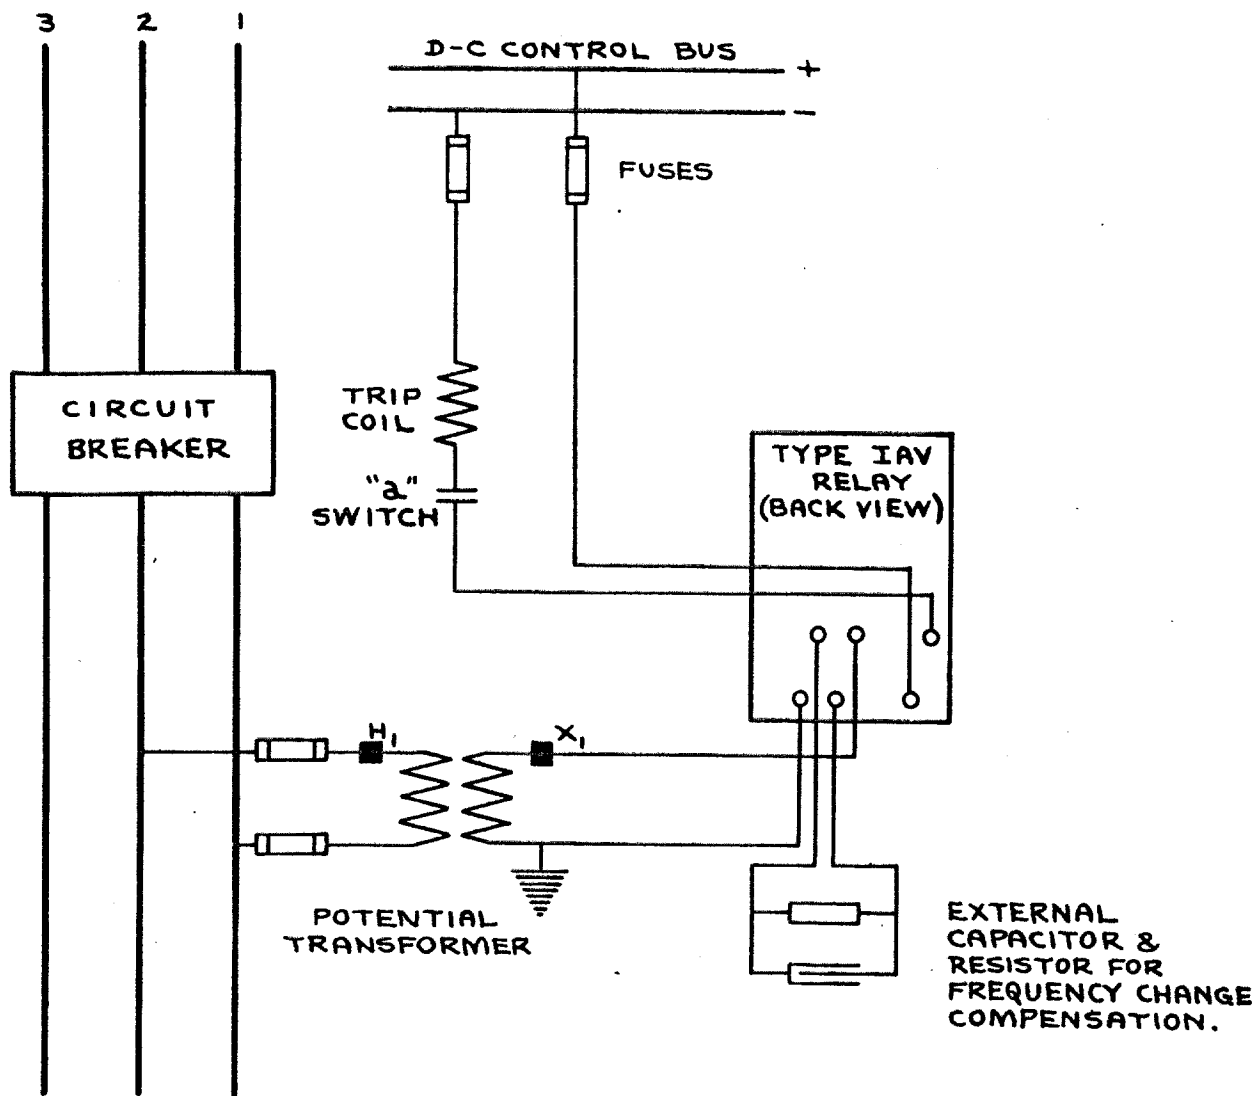 3 2 1
D-C CONTROL BUS
+
-
FUSES
TRIP
COIL
"a"
SWITCH
CIRCUIT
BREAKER
TYPE IAV
RELAY
(BACK VIEW)
H1
X1
POTENTIAL
TRANSFORMER
EXTERNAL
CAPACITOR &
RESISTOR FOR
FREQUENCY CHANGE
COMPENSATION.